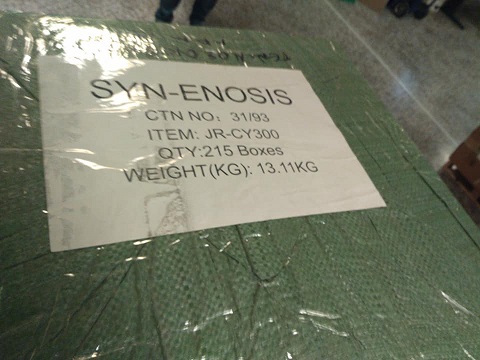 SYN-ENOSIS
CTN NO: 31/93
ITEM: JR-CY300
QTY:215 Boxes
WEIGHT(KG): 13.11KG